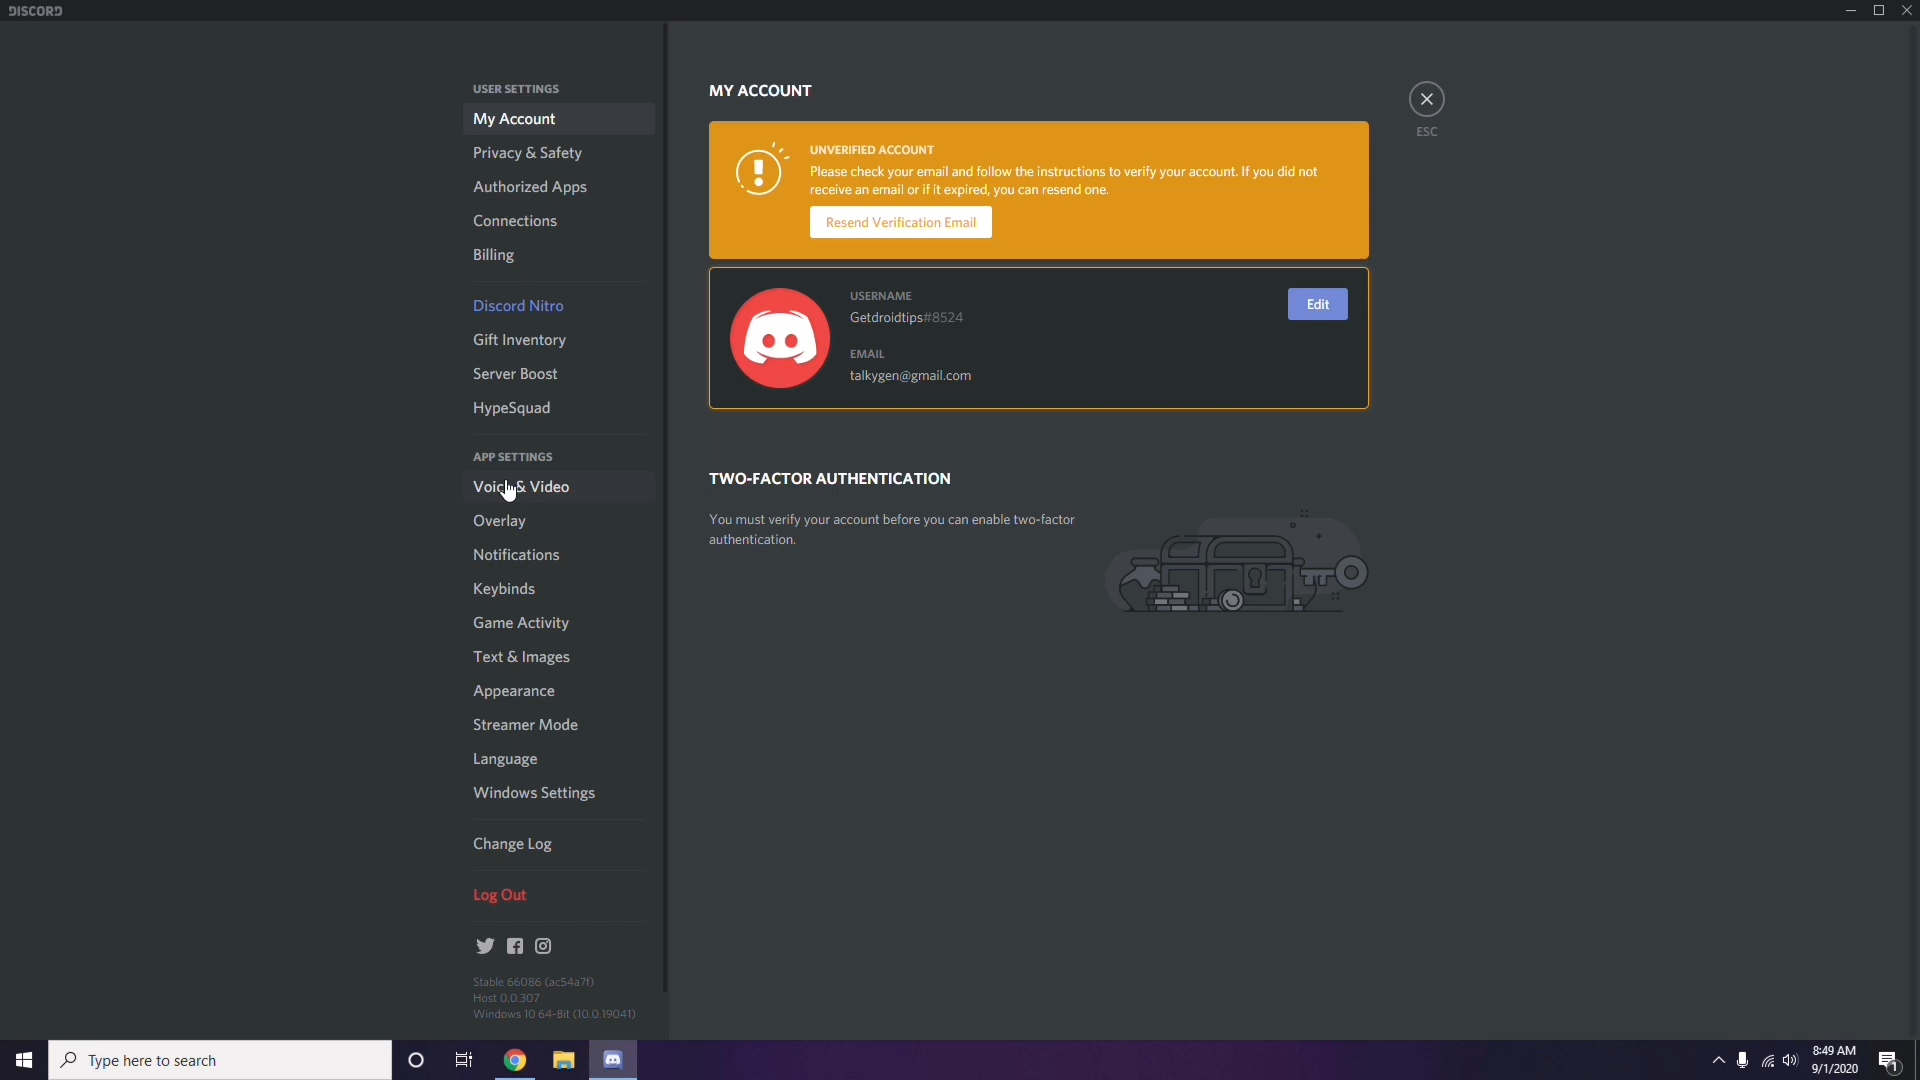 DISCORD
USER SETTINGS
My Account
Privacy & Safety
Authorized Apps
Connections
Billing
Discord Nitro
Gift Inventory
Server Boost
HypeSquad
APP SETTINGS
Voice & Video
Overlay
Notifications
Keybinds
Game Activity
Text & Images
Appearance
Streamer Mode
Language
Windows Settings
Change Log
Log Out
Stable 66086 (ac54a7f)
Host 0.0.307
Windows 10 64-Bit (10.0.19041)
MY ACCOUNT
ESC
UNVERIFIED ACCOUNT
Please check your email and follow the instructions to verify your account. If you did not
receive an email or if it expired, you can resend one.
Resend Verification Email
USERNAME
Getdroidtips#8524
Edit
EMAIL
talkygen@gmail.com
TWO-FACTOR AUTHENTICATION
You must verify your account before you can enable two-factor
authentication.
Type here to search
8:49 AM
9/1/2020
1